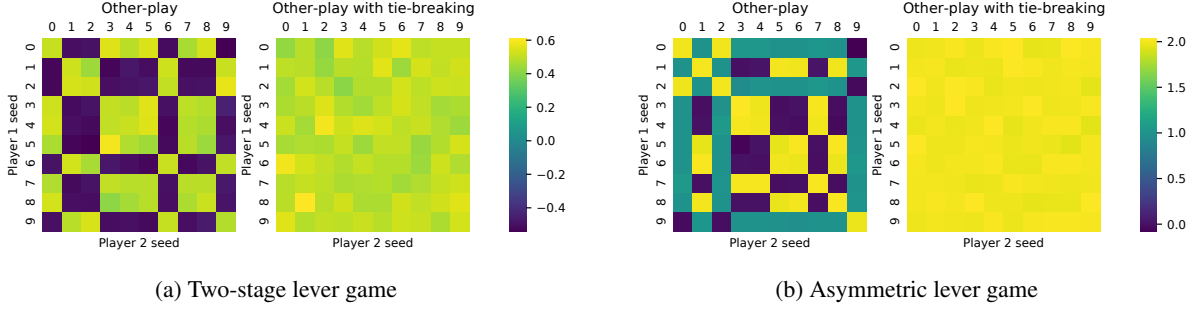 Other-play
Other-play with tie-breaking
0 1 2 3 4 5 6 7 8 9
0 1 2 3 4 5 6 7 8 9
Player 1 seed
0
1
2
3
4
5
6
7
8
9
Player 2 seed
Player 1 seed
0
1
2
3
4
5
6
7
8
9
Player 2 seed
0.6
0.4
0.2
0.0
−0.2
−0.4
(a) Two-stage lever game
Other-play
Other-play with tie-breaking
0 1 2 3 4 5 6 7 8 9
0 1 2 3 4 5 6 7 8 9
Player 1 seed
0
1
2
3
4
5
6
7
8
9
Player 2 seed
Player 1 seed
0
1
2
3
4
5
6
7
8
9
Player 2 seed
2.0
1.5
1.0
0.5
0.0
(b) Asymmetric lever game